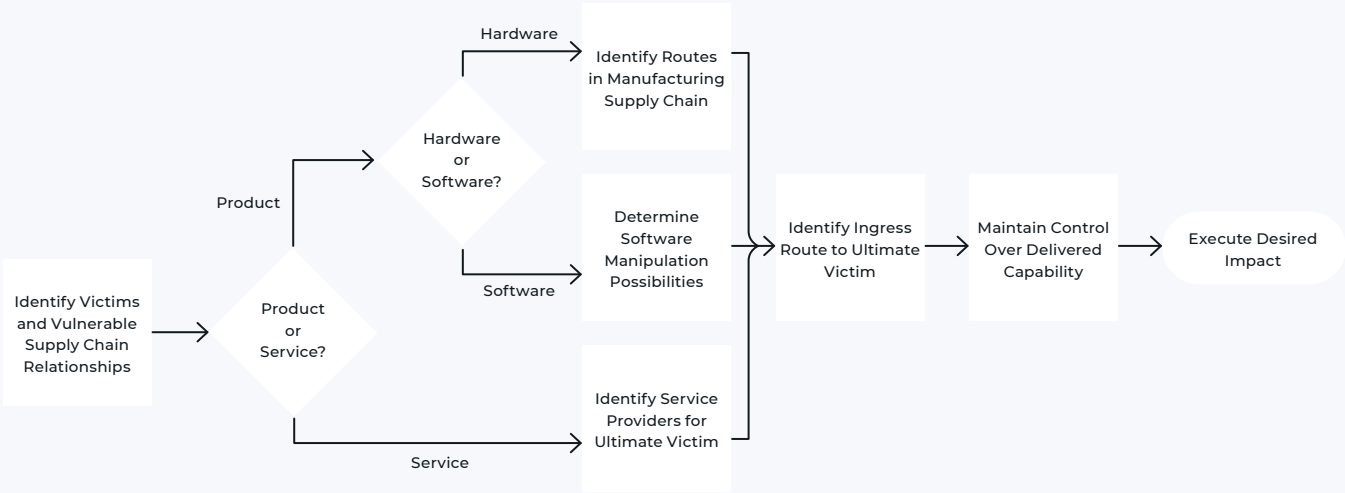 Identify Victims
and Vulnerable
Supply Chain
Relationships
Product
or
Service?
Product
Hardware
or
Software?
Hardware
Identify Routes
in Manufacturing
Supply Chain
Software
Determine
Software
Manipulation
Possibilities
Service
Identify Service
Providers for
Ultimate Victim
Identify Ingress
Route to Ultimate
Victim
Maintain Control
Over Delivered
Capability
Execute Desired
Impact